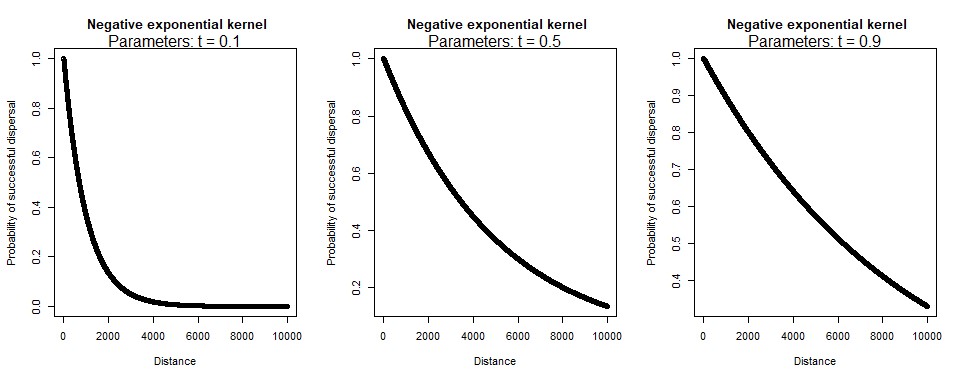 Negative exponential kernel
Parameters: t = 0.1
Probability of successful dispersal
1.0
0.8
0.6
0.4
0.2
0.0
0 2000 4000 6000 8000 10000
Distance
Negative exponential kernel
Parameters: t = 0.5
Probability of successful dispersal
1.0
0.8
0.6
0.4
0.2
0 2000 4000 6000 8000 10000
Distance
Negative exponential kernel
Parameters: t = 0.9
Probability of successful dispersal
1.0
0.9
0.8
0.7
0.6
0.5
0.4
0 2000 4000 6000 8000 10000
Distance